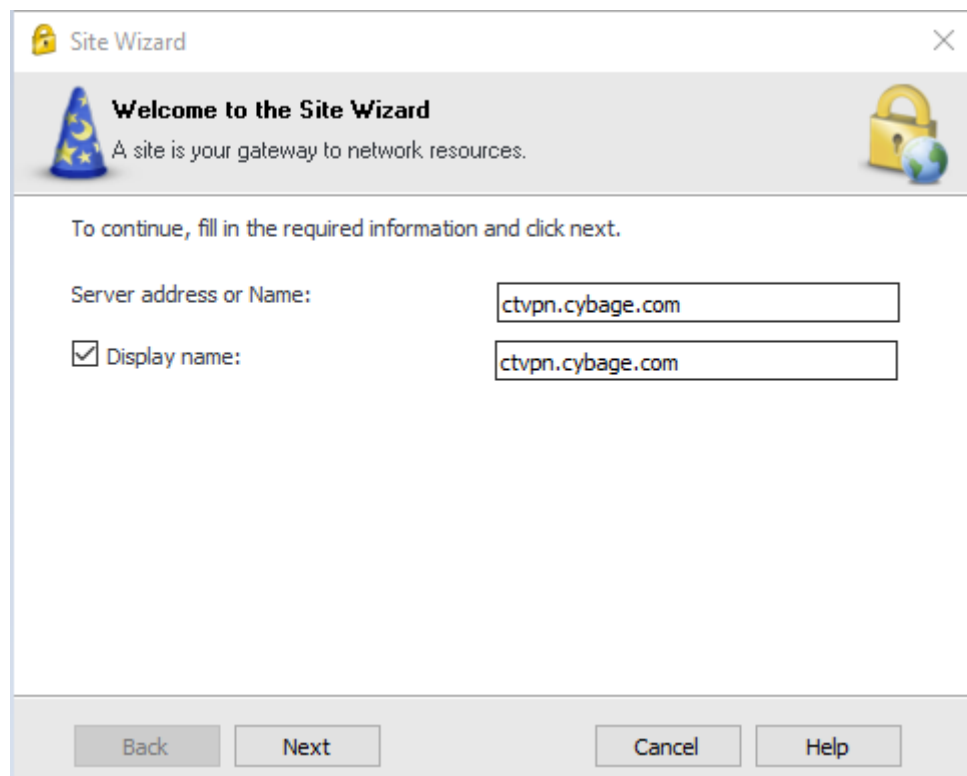 Site Wizard
Welcome to the Site Wizard
A site is your gateway to network resources.
To continue, fill in the required information and click next.
Server address or Name: ctvpn.cybage.com
Display name: ctvpn.cybage.com
Back Next Cancel Help